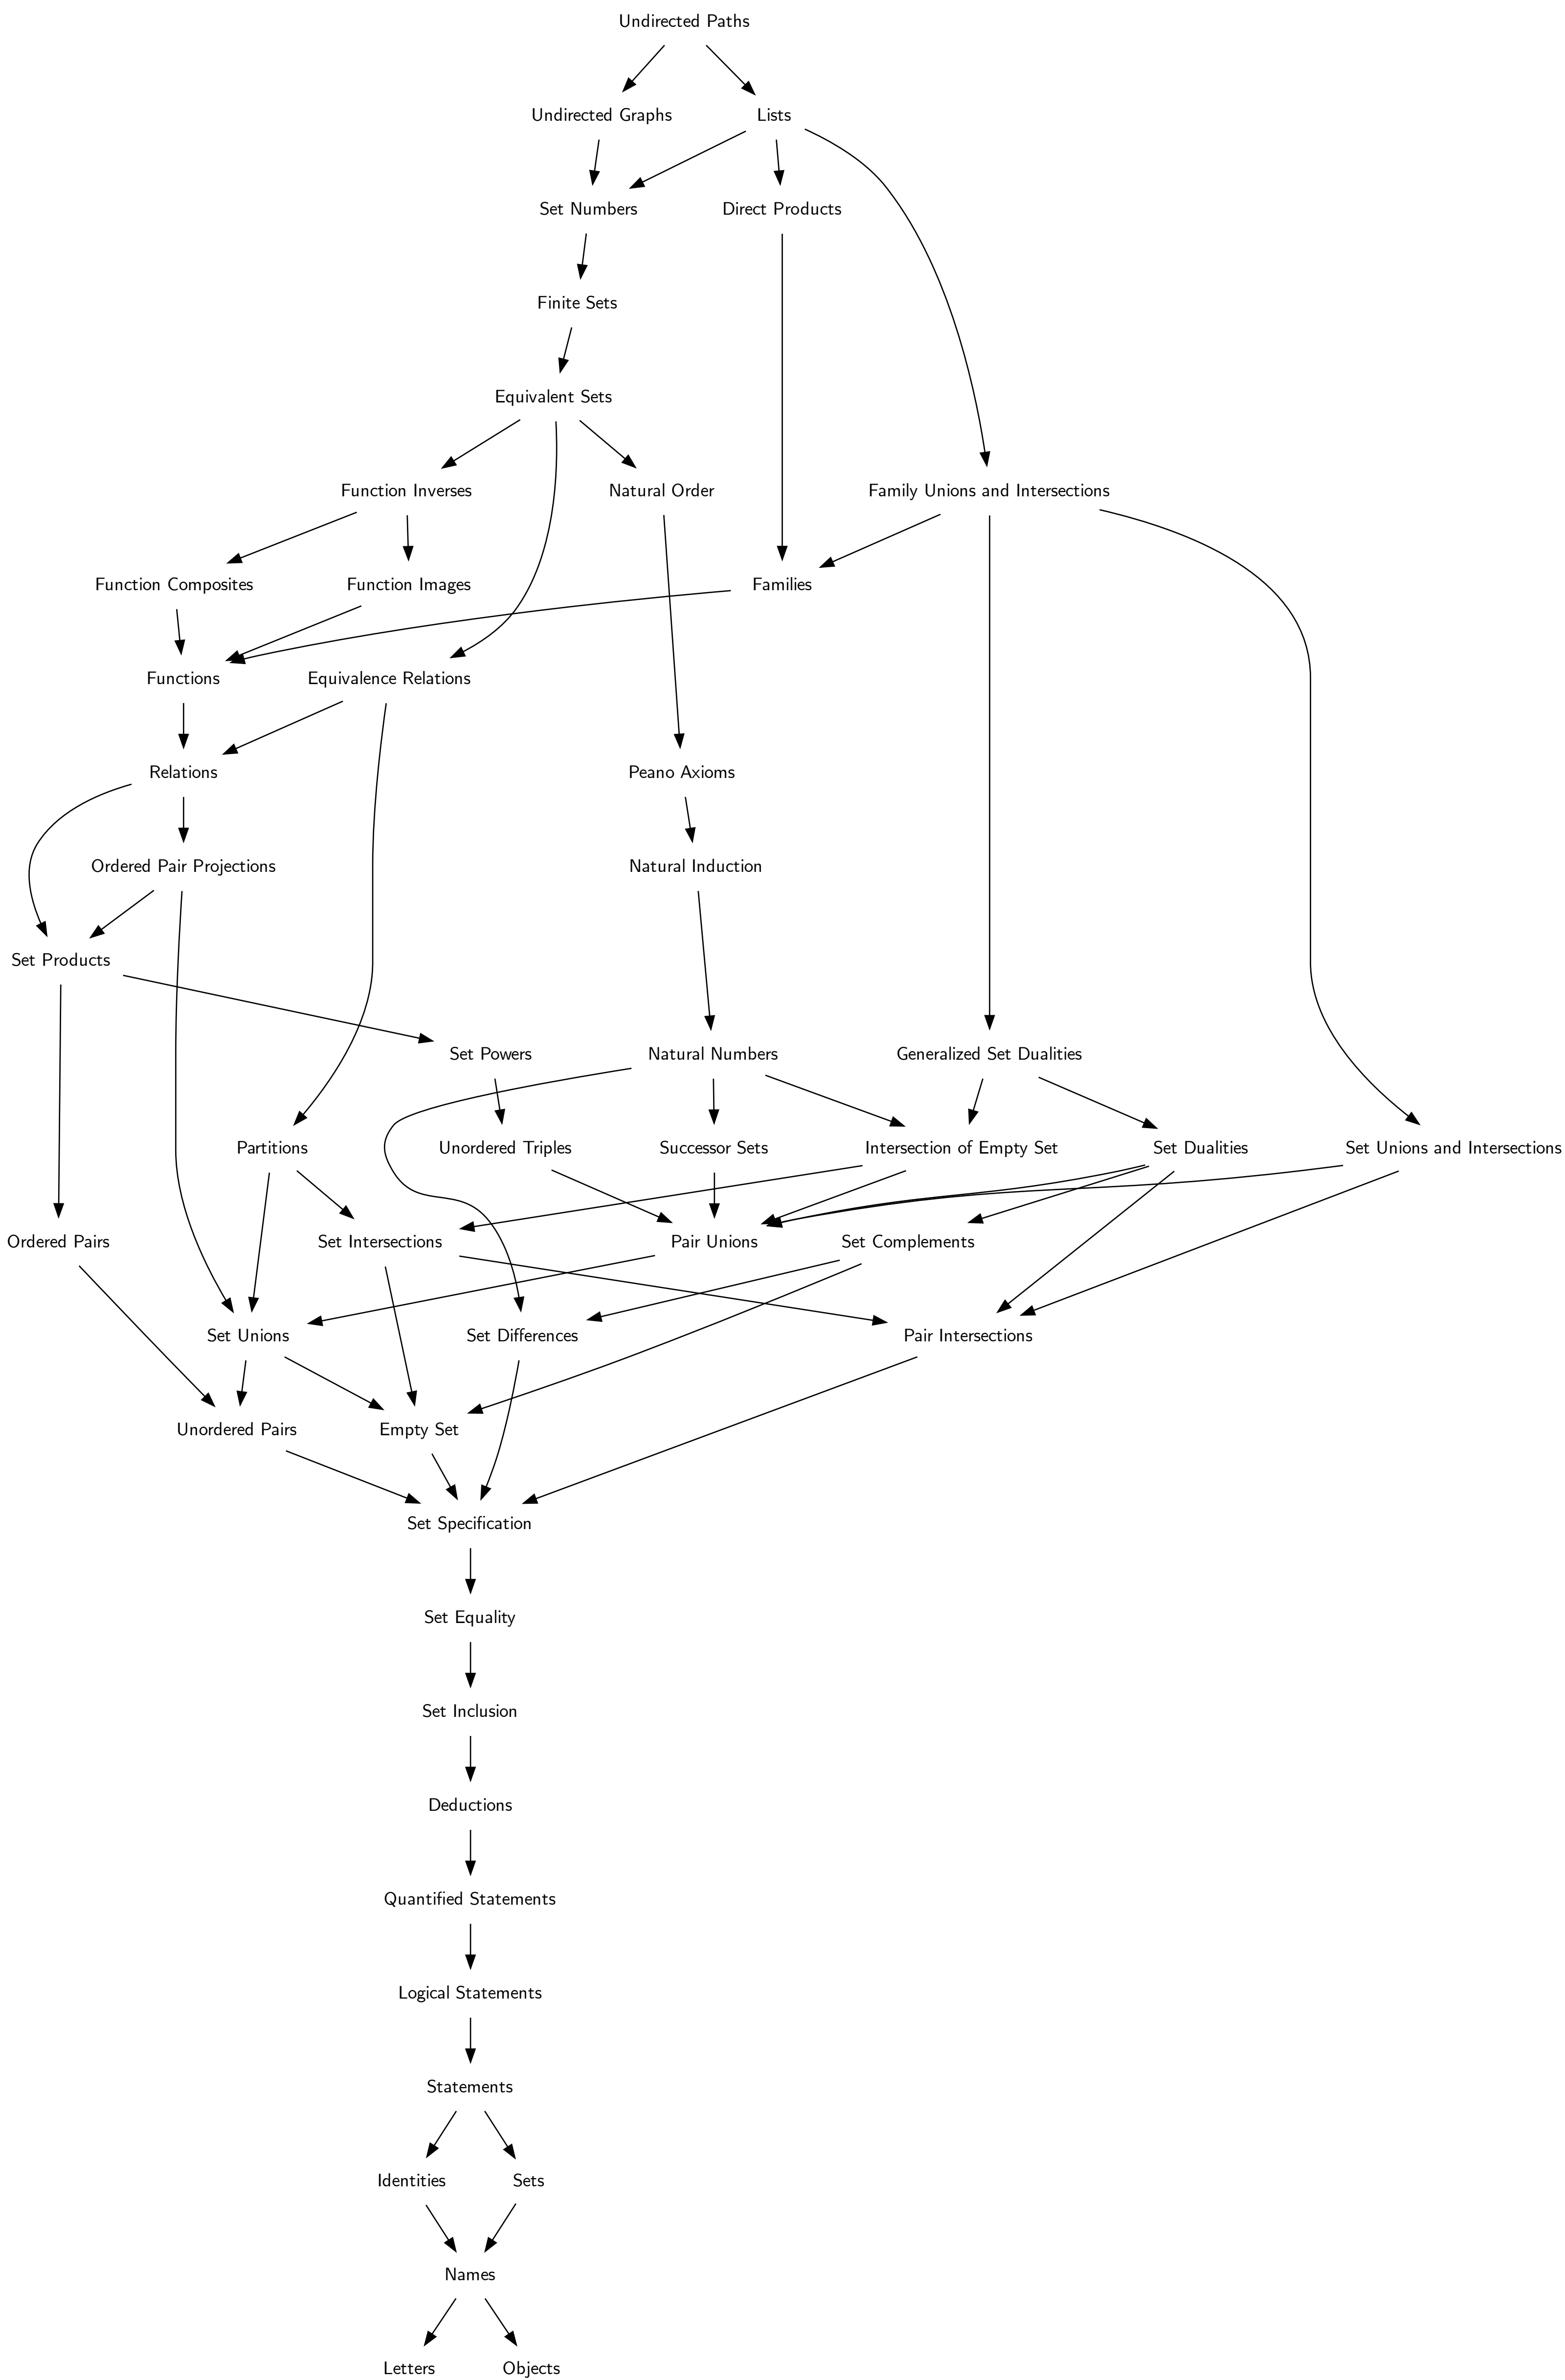 Undirected Paths
Undirected Graphs
Lists
Set Numbers
Direct Products
Finite Sets
Equivalent Sets
Function Inverses
Natural Order
Family Unions and Intersections
Function Composites
Function Images
Families
Functions
Equivalence Relations
Relations
Peano Axioms
Ordered Pair Projections
Natural Induction
Set Products
Set Powers
Natural Numbers
Generalized Set Dualities
Partitions
Unordered Triples
Successor Sets
Intersection of Empty Set
Set Dualities
Set Unions and Intersections
Ordered Pairs
Set Intersections
Pair Unions
Set Complements
Set Unions
Set Differences
Pair Intersections
Unordered Pairs
Empty Set
Set Specification
Set Equality
Set Inclusion
Deductions
Quantified Statements
Logical Statements
Statements
Identities
Sets
Names
Letters
Objects